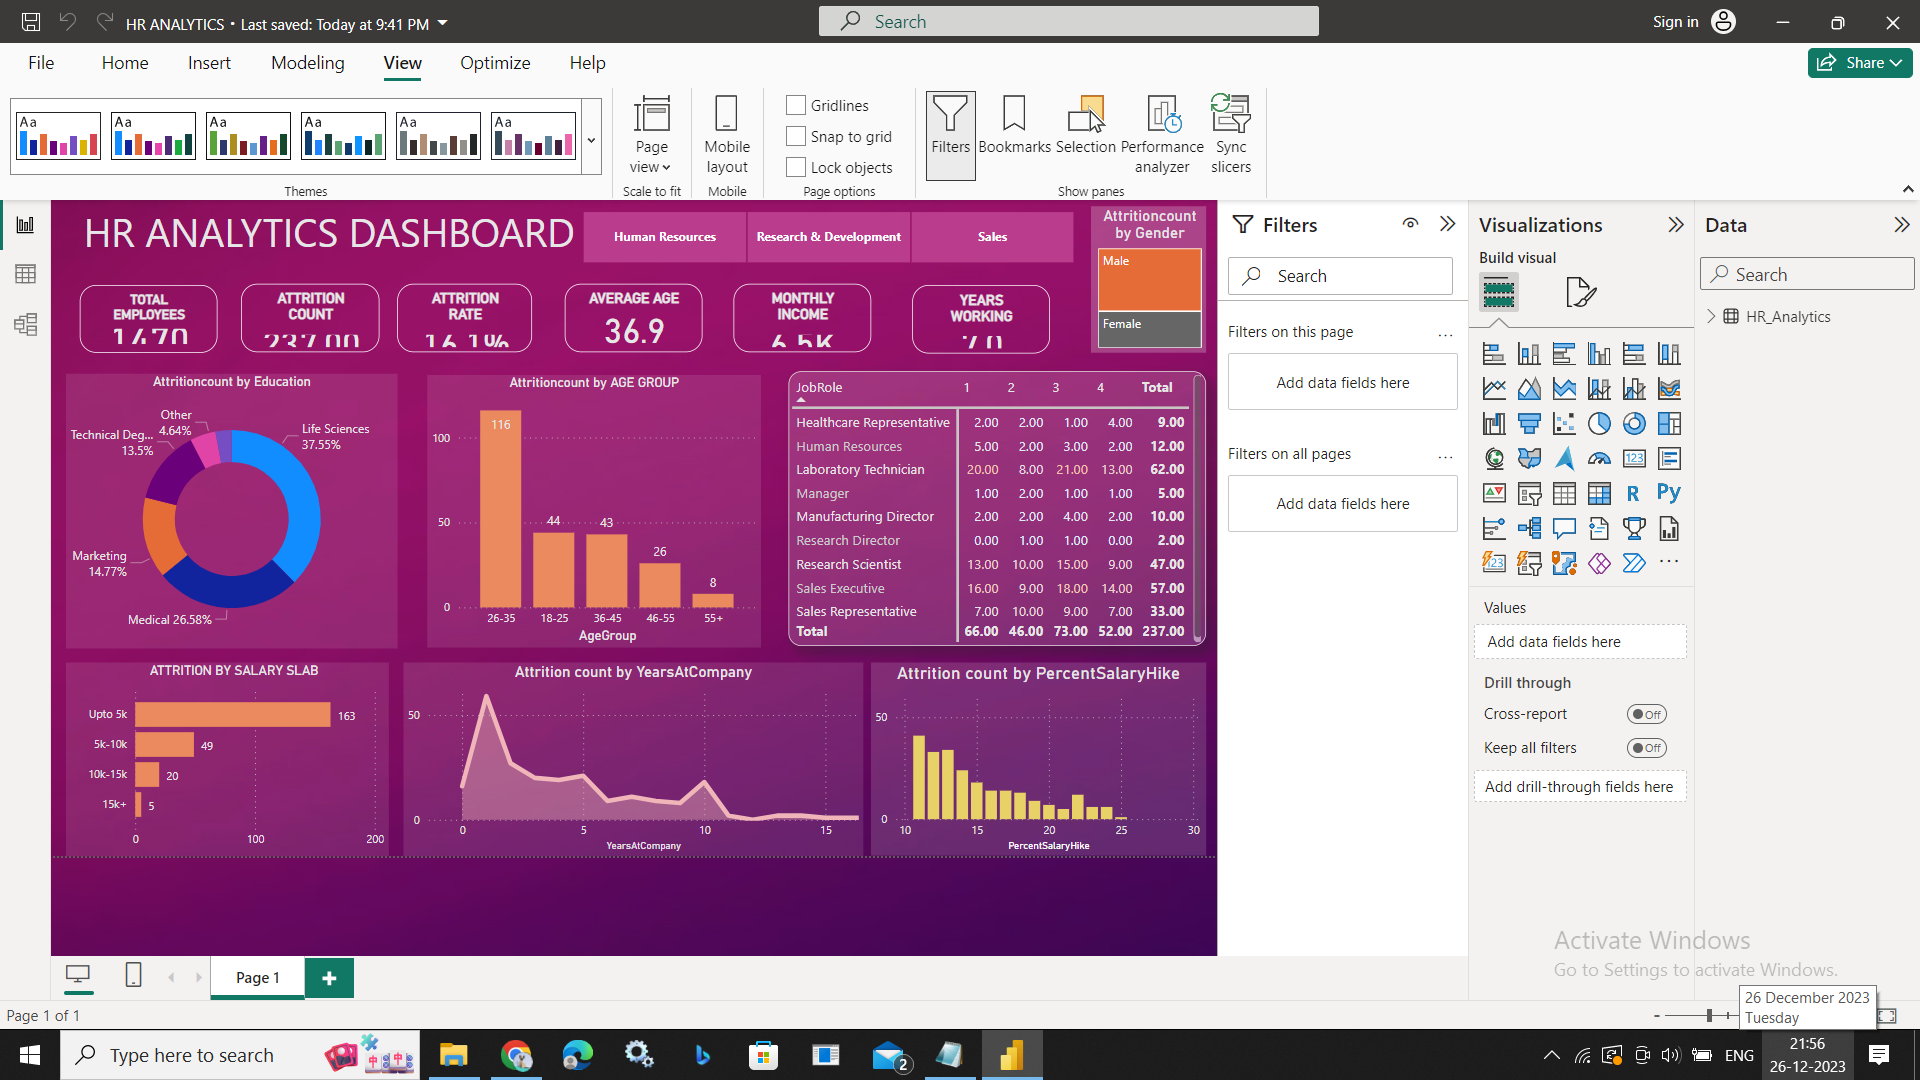 HR ANALYTICS • Last saved: Today at 9:41 PM
Search
Sign in
File Home Insert Modeling View Optimize Help
Share
Aa Aa Aa Aa Aa Aa
Themes
Page view
Scale to fit
Mobile layout
Mobile
Gridlines
Snap to grid
Lock objects
Page options
Filters
Bookmarks
Selection
Performance analyzer
Sync slicers
Show panes
HR ANALYTICS DASHBOARD
Human Resources
Research & Development
Sales
Attritioncount
by Gender
Male
Female
TOTAL
EMPLOYEES
1470
ATTRITION
COUNT
237.00
ATTRITION
RATE
16.1%
AVERAGE AGE
36.9
MONTHLY
INCOME
6.5K
YEARS
WORKING
7.0
Attritioncount by Education
Other
4.64%
Life Sciences
37.55%
Technical Deg...
13.5%
Marketing
14.77%
Medical 26.58%
Attritioncount by AGE GROUP
100
50
0
116
44
43
26
8
26-35 18-25 36-45 46-55 55+
AgeGroup
JobRole 1 2 3 4 Total
Healthcare Representative 2.00 2.00 1.00 4.00 9.00
Human Resources 5.00 2.00 3.00 2.00 12.00
Laboratory Technician 20.00 8.00 21.00 13.00 62.00
Manager 1.00 2.00 1.00 1.00 5.00
Manufacturing Director 2.00 2.00 4.00 2.00 10.00
Research Director 0.00 1.00 1.00 0.00 2.00
Research Scientist 13.00 10.00 15.00 9.00 47.00
Sales Executive 16.00 9.00 18.00 14.00 57.00
Sales Representative 7.00 10.00 9.00 7.00 33.00
Total 66.00 46.00 73.00 52.00 237.00
ATTRITION BY SALARY SLAB
Upto 5k 163
5k-10k 49
10k-15k 20
15k+ 5
0 100 200
Attrition count by YearsAtCompany
50
0
0 5 10 15
YearsAtCompany
Attrition count by PercentSalaryHike
50
0
10 15 20 25 30
PercentSalaryHike
Filters
Search
Filters on this page ...
Add data fields here
Filters on all pages ...
Add data fields here
Visualizations
Build visual
123
R Py
123
...
Values
Add data fields here
Drill through
Cross-report Off
Keep all filters Off
Add drill-through fields here
Data
Search
HR_Analytics
Activate Windows
Go to Settings to activate Windows.
26 December 2023
Tuesday
Page 1
+
Page 1 of 1
- +
Type here to search
2
ENG
21:56
26-12-2023